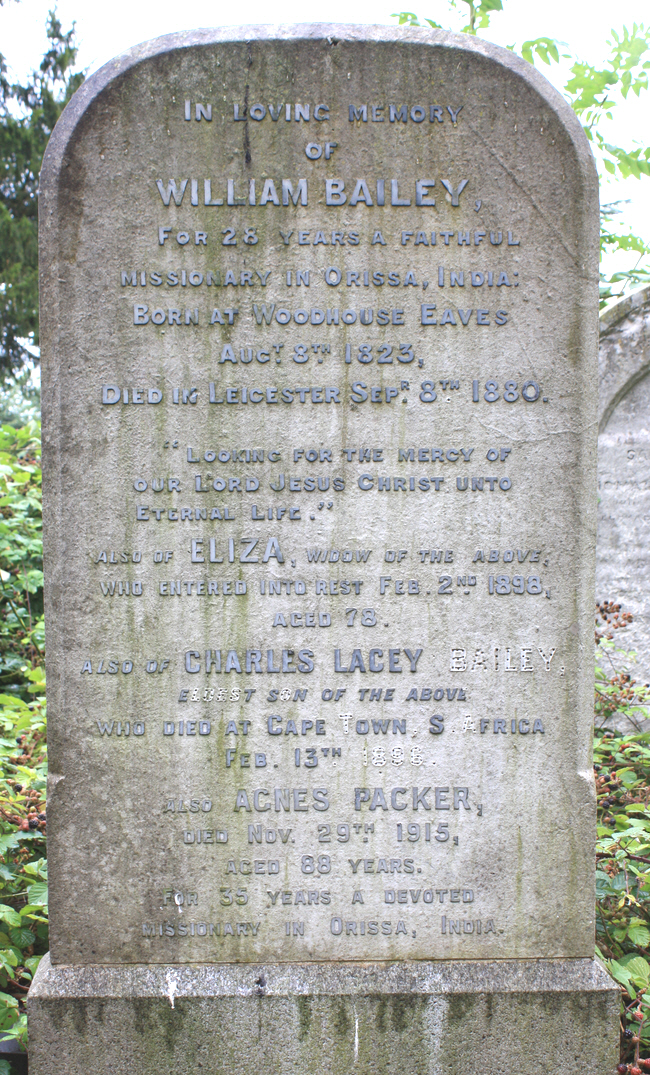 IN LOVING MEMORY
OF
WILLIAM BAILEY,
FOR 28 YEARS A FAITHFUL
MISSIONARY IN ORISSA, INDIA:
BORN AT WOODHOUSE EAVES
AUGT. 8TH 1823,
DIED IN LEICESTER SEPR. 8TH 1880.
"LOOKING FOR THE MERCY OF
OUR LORD JESUS CHRIST UNTO
ETERNAL LIFE."
ALSO OF ELIZA, WIDOW OF THE ABOVE,
WHO ENTERED INTO REST FEB. 2ND 1898,
AGED 78.
ALSO OF CHARLES LACEY BAILEY,
ELDEST SON OF THE ABOVE
WHO DIED AT CAPE TOWN, S. AFRICA
FEB. 13TH
ALSO AGNES PACKER,
DIED NOV. 29TH 1915,
AGED 88 YEARS.
FOR 35 YEARS A DEVOTED
MISSIONARY IN ORISSA, INDIA.